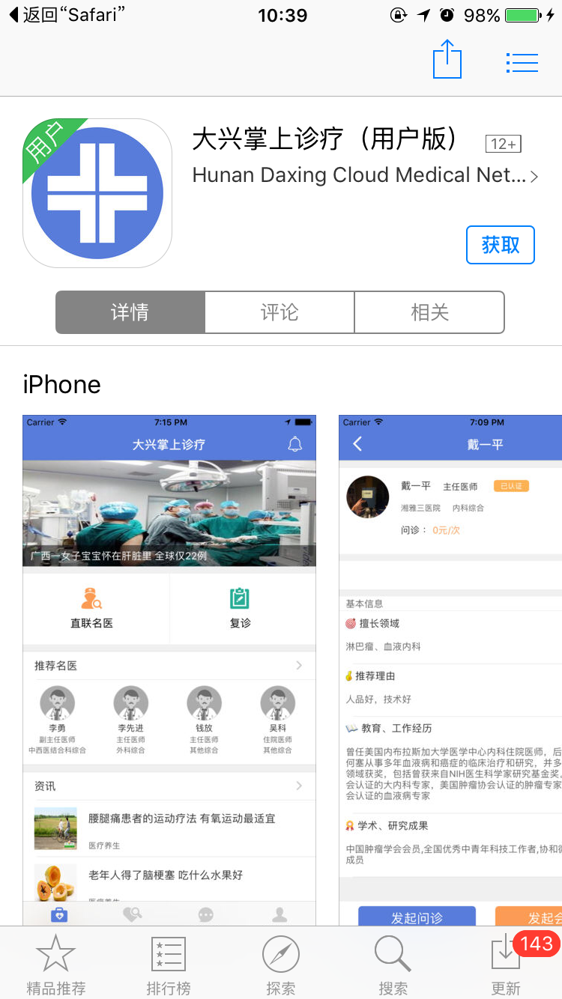 返回“Safari”
10:39
98%
用户
大兴掌上诊疗（用户版）
12+
Hunan Daxing Cloud Medical Net...
获取
详情
评论
相关
iPhone
Carrier
7:15 PM
大兴掌上诊疗
广西一女子宝宝怀在肝脏里 全球仅22例
直联名医
复诊
推荐名医
李勇
李先进
钱放
吴科
副主任医师
主任医师
主任医师
住院医师
中西医结合科综合
外科综合
其他综合
其他综合
资讯
腰腿痛患者的运动疗法 有氧运动最适宜
医疗养生
老年人得了脑梗塞 吃什么水果好
医疗养生
Carrier
7:09 PM
戴一平
戴一平
主任医师
已认证
湘雅三医院
内科综合
问诊： 0元/次
基本信息
擅长领域
淋巴瘤、血液内科
推荐理由
人品好，技术好
教育、工作经历
曾任美国内布拉斯加大学医学中心内科住院医师，后
何塞从事多年血液病和癌症的临床治疗和研究，并多
领域获奖，包括曾获来自NIH医生科学家研究基金奖。
会认证的大内科专家，美国肿瘤协会认证的肿瘤专家
会认证的血液病专家
学术、研究成果
中国肿瘤学会会员,全国优秀中青年科技工作者,协和
成员
发起问诊
发起
精品推荐
排行榜
探索
搜索
143
更新